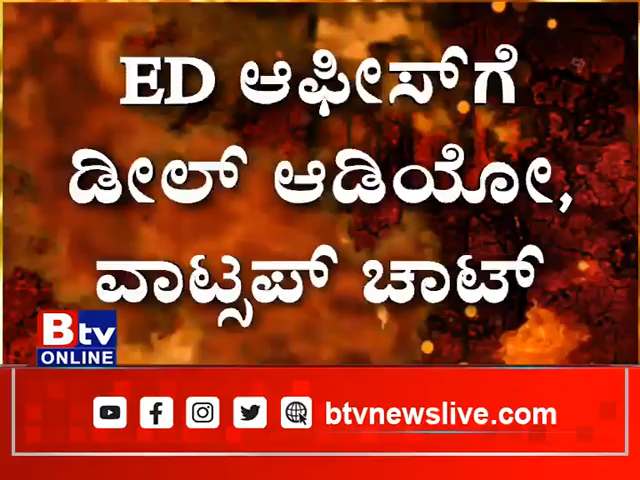 ED ಆಫೀಸ್‌ಗೆ
ಡೀಲ್ ಆಡಿಯೋ,
ವಾಟ್ಸಪ್ ಚಾಟ್
Btv
ONLINE
btvnewslive.com